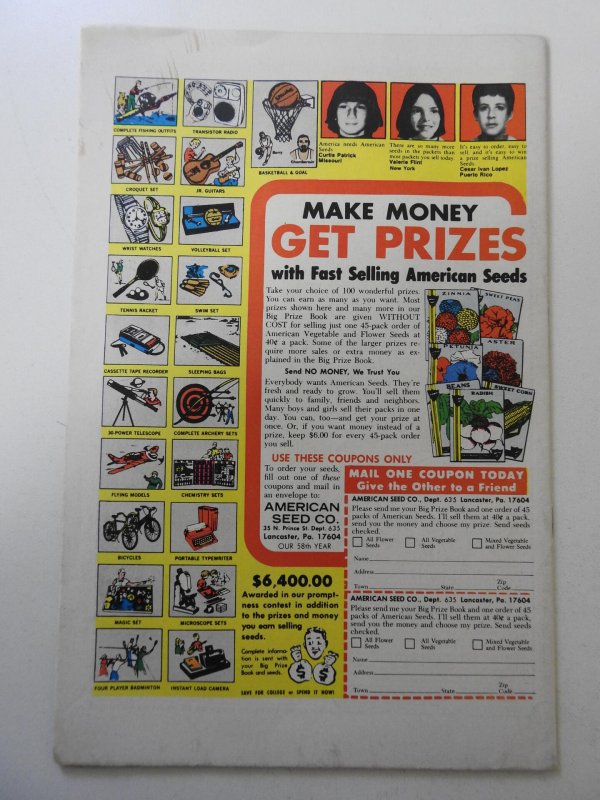 COMPLETE FISHING OUTFITS
TRANSISTOR RADIO
BASKETBALL & GOAL
CROQUET SET
JR. GUITARS
WRIST WATCHES
VOLLEYBALL SET
TENNIS RACKET
SWIM SET
CASSETTE TAPE RECORDER
SLEEPING BAGS
30-POWER TELESCOPE
COMPLETE ARCHERY SETS
FLYING MODELS
CHEMISTRY SETS
BICYCLES
PORTABLE TYPEWRITER
MAGIC SET
MICROSCOPE SETS
FOUR PLAYER BADMINTON
INSTANT LOAD CAMERA
America needs American
Seeds
Curtis Patrick
Missouri
There are so many more
seeds in the packets than
most packets you sell today.
Valerie Flint
New York
It's easy to order, easy to
sell and it's easy to win
a prize selling American
Seeds
Cesar Ivan Lopez
Puerto Rico
MAKE MONEY
GET PRIZES
with Fast Selling American Seeds
Take your choice of 100 wonderful prizes.
You can earn as many as you want. Most
prizes shown here and many more in our
Big Prize Book are given WITHOUT
COST for selling just one 45-pack order of
American Vegetable and Flower Seeds at
40¢ a pack. Some of the larger prizes re-
quire more sales or extra money as ex-
plained in the Big Prize Book.
Send NO MONEY, We Trust You
Everybody wants American Seeds. They're
fresh and ready to grow. You'll sell them
quickly to family, friends and neighbors.
Many boys and girls sell their packs in one
day. You can, too—and get your prize at
once. Or, if you want money instead of a
prize, keep $6.00 for every 45-pack order
you sell.
ZINNIA
SWEET PEAS
ASTER
BEANS
RADISH
SWEET CORN
USE THESE COUPONS ONLY
To order your seeds,
fill out one of these
coupons and mail in
an envelope to:
AMERICAN
SEED CO.
35 N. Prince St. Dept. 635
Lancaster, Pa. 17604
OUR 58th YEAR
$6,400.00
Awarded in our prompt-
ness contest in addition
to the prizes and money
you earn selling
seeds.
Complete informa-
tion is sent with
your Big Prize
Book and seeds.
$ $
SAVE FOR COLLEGE or SPEND IT NOW!
MAIL ONE COUPON TODAY
Give the Other to a Friend
AMERICAN SEED CO., Dept. 635 Lancaster, Pa. 17604
Please send me your Big Prize Book and one order of 45
packs of American Seeds. I'll sell them at 40¢ a pack,
send you the money and choose my prize. Send seeds
checked.
All Flower Seeds
All Vegetable Seeds
Mixed Vegetable and Flower Seeds
Name
Address
Town State Zip Code
AMERICAN SEED CO., Dept. 635 Lancaster, Pa. 17604
Please send me your Big Prize Book and one order of 45
packs of American Seeds. I'll sell them at 40¢ a pack,
send you the money and choose my prize. Send seeds
checked.
All Flower Seeds
All Vegetable Seeds
Mixed Vegetable and Flower Seeds
Name
Address
Town State Zip Code